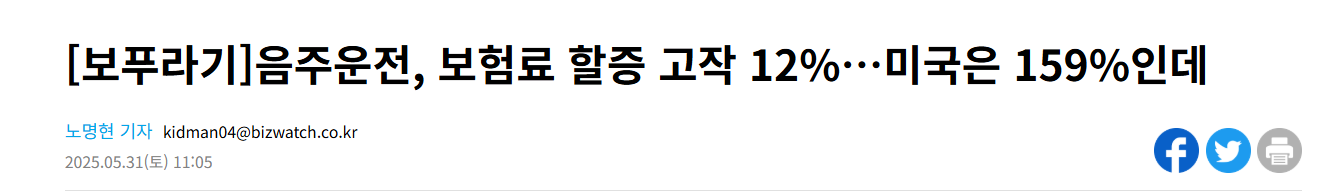 [보푸라기]음주운전, 보험료 할증 고작 12%…미국은 159%인데
노명현 기자 kidman04@bizwatch.co.kr
2025.05.31(토) 11:05